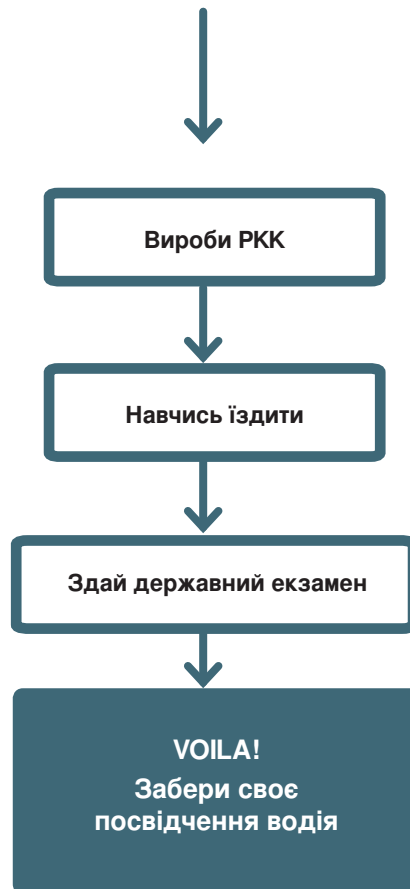 Вироби PKK
Навчись їздити
Здай державний екзамен
VOILA!
Забери своє
посвідчення водія